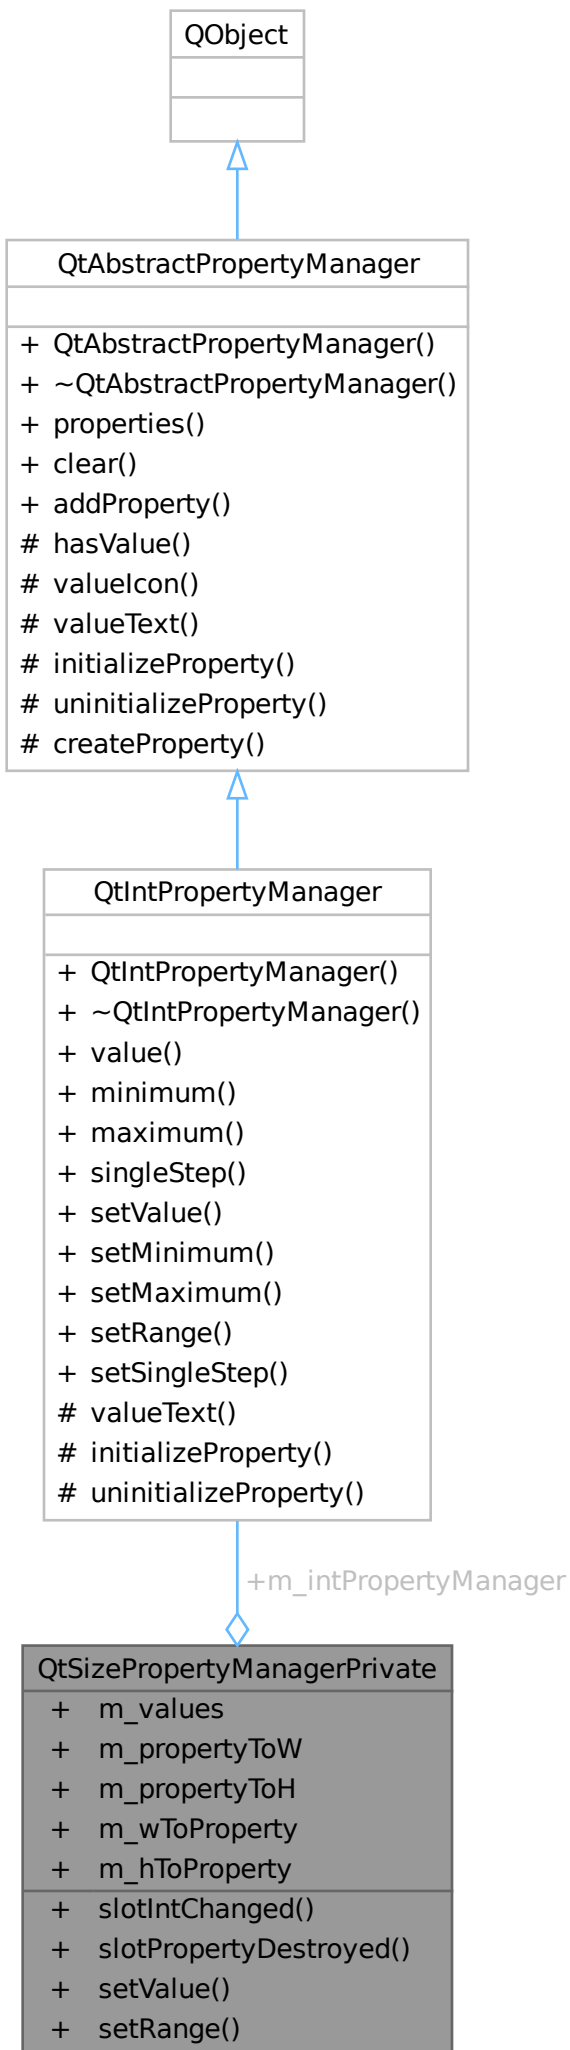 QObject
QtAbstractPropertyManager
+ QtAbstractPropertyManager()
+ ~QtAbstractPropertyManager()
+ properties()
+ clear()
+ addProperty()
# hasValue()
# valueIcon()
# valueText()
# initializeProperty()
# uninitializeProperty()
# createProperty()
QtIntPropertyManager
+ QtIntPropertyManager()
+ ~QtIntPropertyManager()
+ value()
+ minimum()
+ maximum()
+ singleStep()
+ setValue()
+ setMinimum()
+ setMaximum()
+ setRange()
+ setSingleStep()
# valueText()
# initializeProperty()
# uninitializeProperty()
+m_intPropertyManager
QtSizePropertyManagerPrivate
+ m_values
+ m_propertyToW
+ m_propertyToH
+ m_wToProperty
+ m_hToProperty
+ slotIntChanged()
+ slotPropertyDestroyed()
+ setValue()
+ setRange()